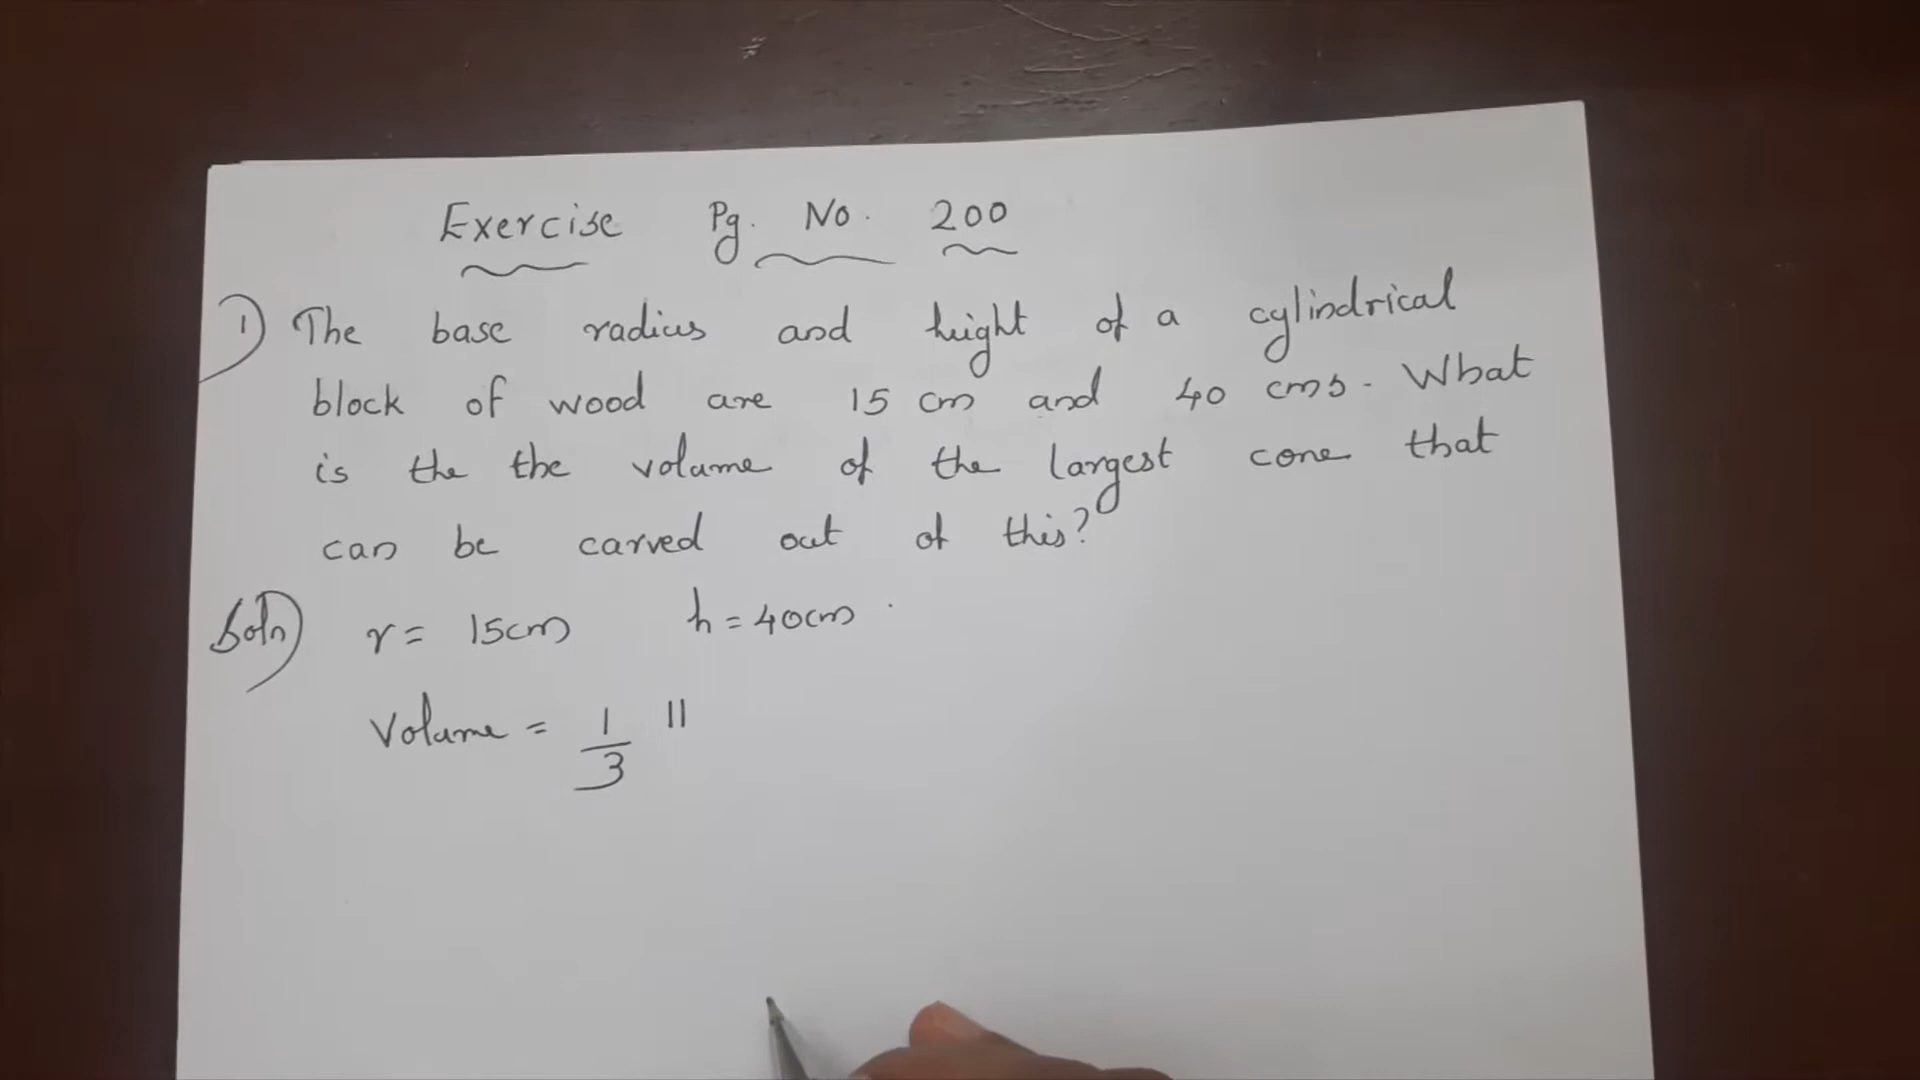 Exercise Pg. No. 200
1) The base radius and height of a cylindrical
block of wood are 15 cm and 40 cms. What
is the the volume of the largest cone that
can be carved out of this?
Soln) r = 15cm h = 40cm.
Volume = 1/3 11